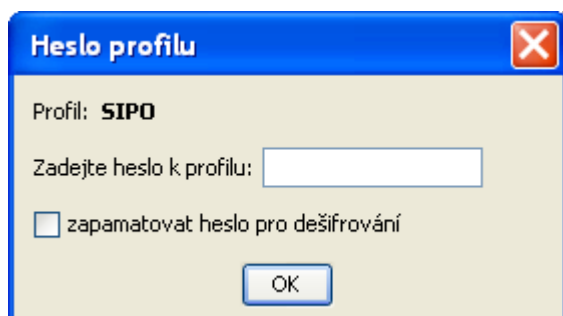 Heslo profilu
Profil: SIPO
Zadejte heslo k profilu:
zapamatovat heslo pro dešifrování
OK